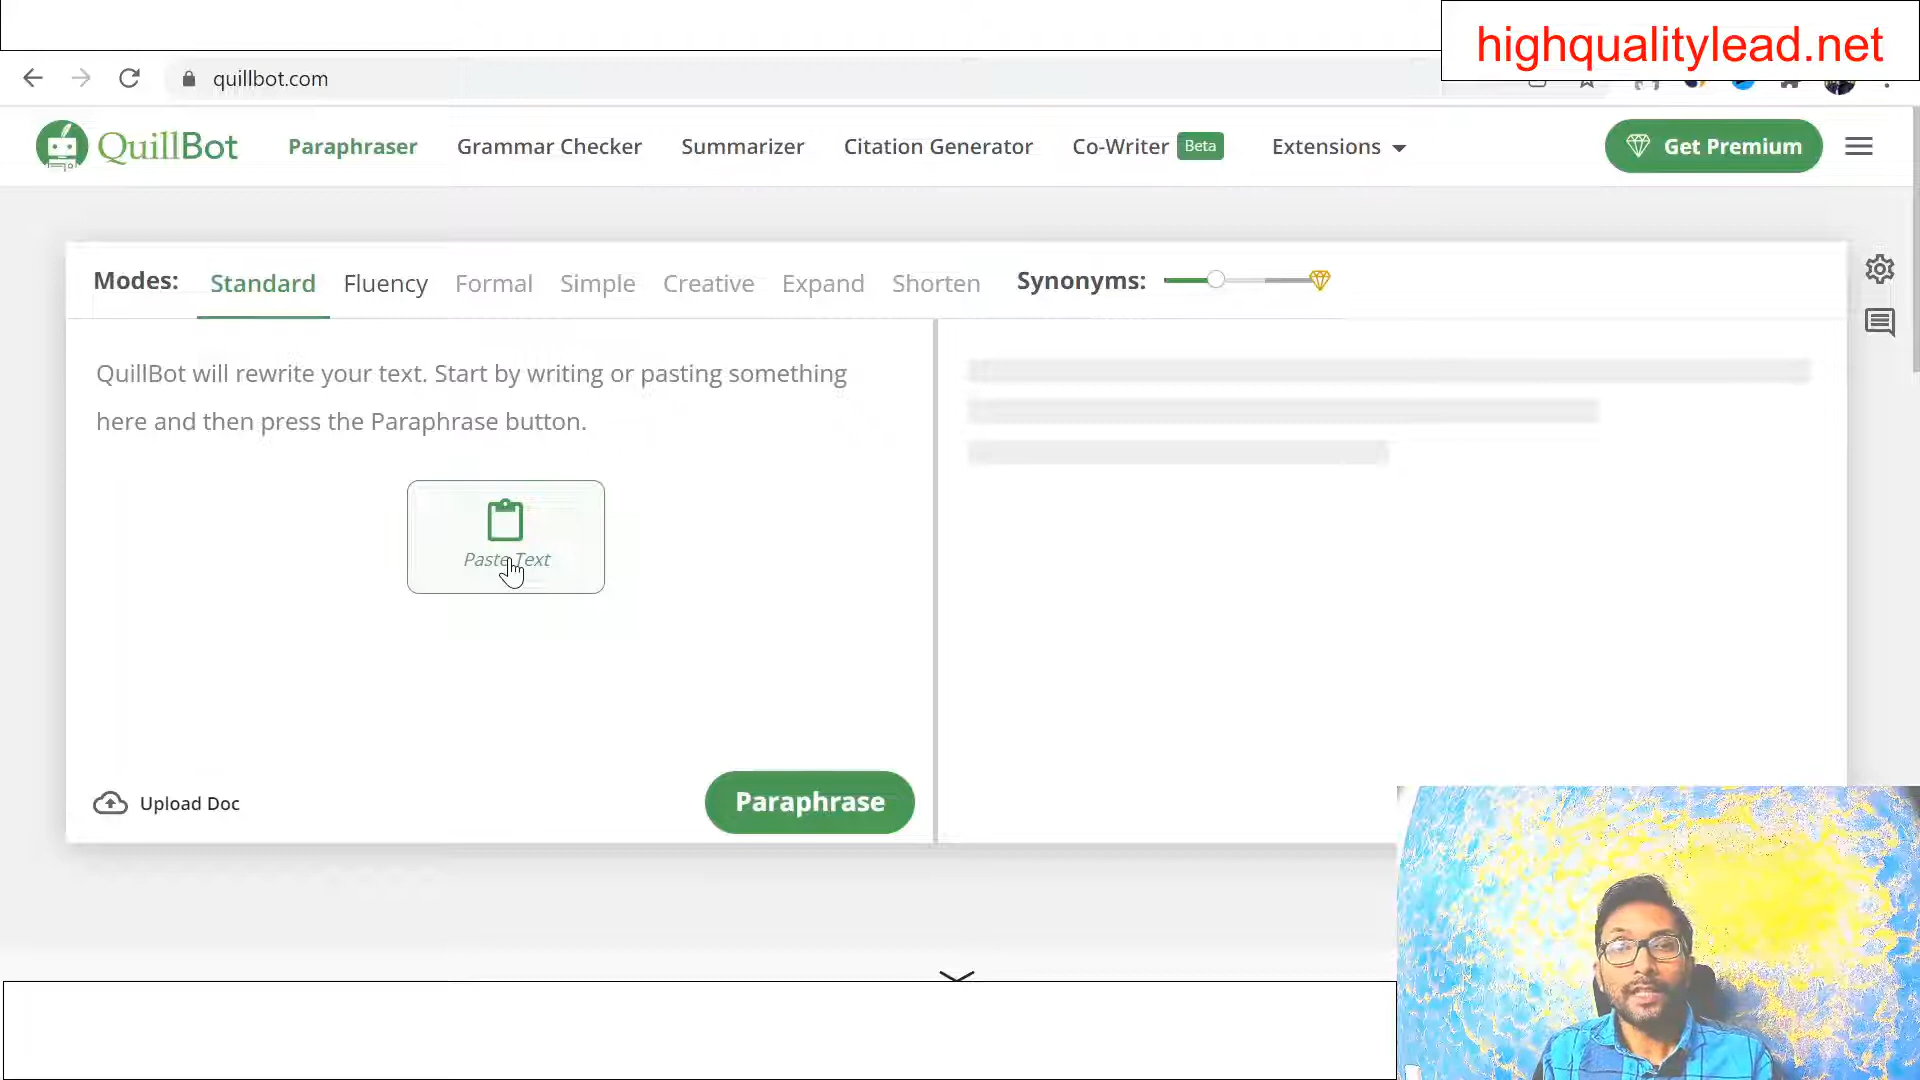 highqualitylead.net
quillbot.com
QuillBot
Paraphraser
Grammar Checker
Summarizer
Citation Generator
Co-Writer Beta
Extensions
Get Premium
Modes: Standard Fluency Formal Simple Creative Expand Shorten Synonyms:
QuillBot will rewrite your text. Start by writing or pasting something
here and then press the Paraphrase button.
Paste Text
Upload Doc
Paraphrase